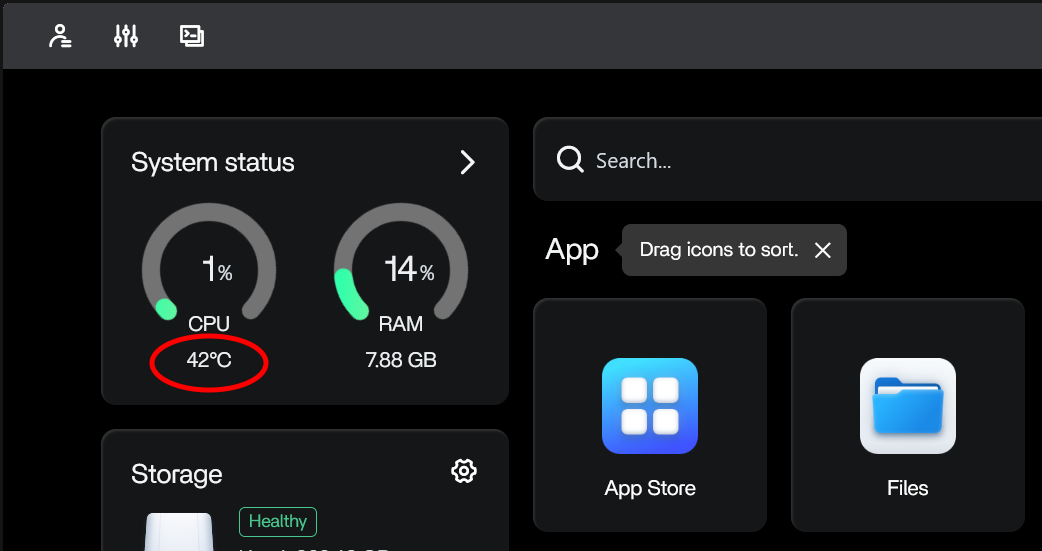 System status
1%
CPU
42°C
14%
RAM
7.88 GB
Storage
Healthy
Search...
App
Drag icons to sort.
App Store
Files